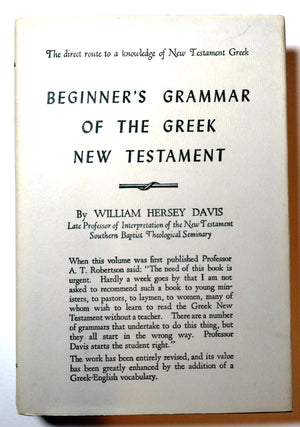 The direct route to a knowledge of New Testament Greek
BEGINNER'S GRAMMAR
OF THE GREEK
NEW TESTAMENT
By WILLIAM HERSEY DAVIS
Late Professor of Interpretation of the New Testament
Southern Baptist Theological Seminary
When this volume was first published Professor
A. T. Robertson said: "The need of this book is
urgent. Hardly a week goes by that I am not
asked to recommend such a book to young min-
isters, to pastors, to laymen, to women, many of
whom wish to learn to read the Greek New
Testament without a teacher. There are a
number of grammars that undertake to do this thing, but
they all start in the wrong way. Professor
Davis starts the student right."
The work has been entirely revised, and its value
has been greatly enhanced by the addition of a
Greek-English vocabulary.